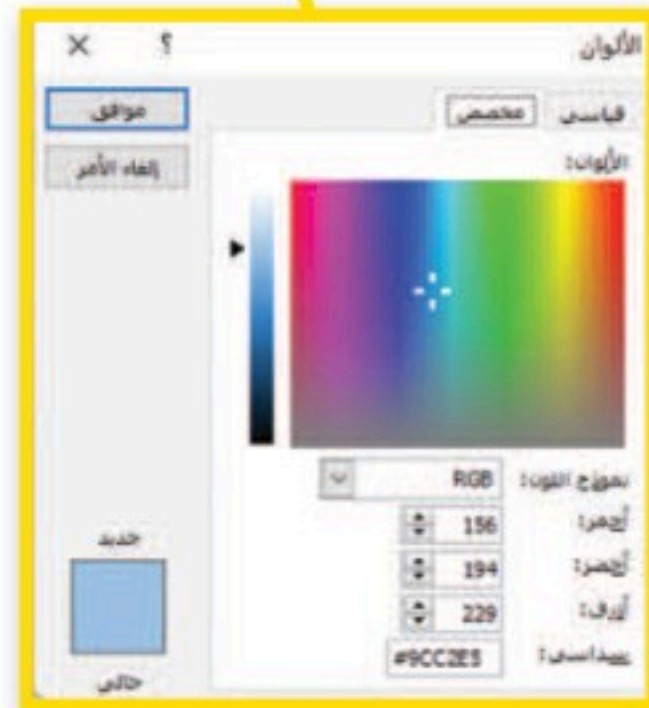 الألوان
؟ ×
قياسي مخصص
موافق
إلغاء الأمر
الألوان:
نموذج اللون: RGB
أحمر: 156
أخضر: 194
أزرق: 229
سداسي: #9CC2E5
جديد
حالي